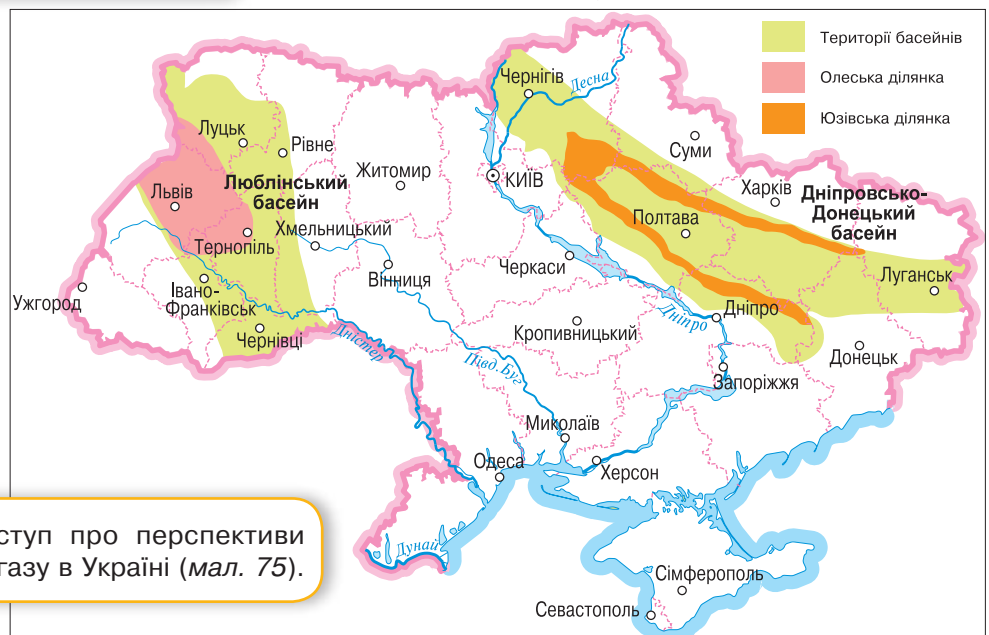 Території басейнів
Олеська ділянка
Юзівська ділянка
Чернігів
Десна
Луцьк
Рівне
Суми
Житомир
КИЇВ
Люблінський
басейн
Львів
Харків
Дніпровсько-
Донецький
басейн
Полтава
Хмельницький
Тернопіль
Черкаси
Вінниця
Луганськ
Ужгород
Івано-
Франківськ
Дніпро
Дніпро
Кропивницький
Чернівці
Дністер
Півд. Буг
Донецьк
Запоріжжя
Миколаїв
Одеса
Херсон
Дунай
ступ про перспективи
газу в Україні (мал. 75).
Сімферополь
Севастополь